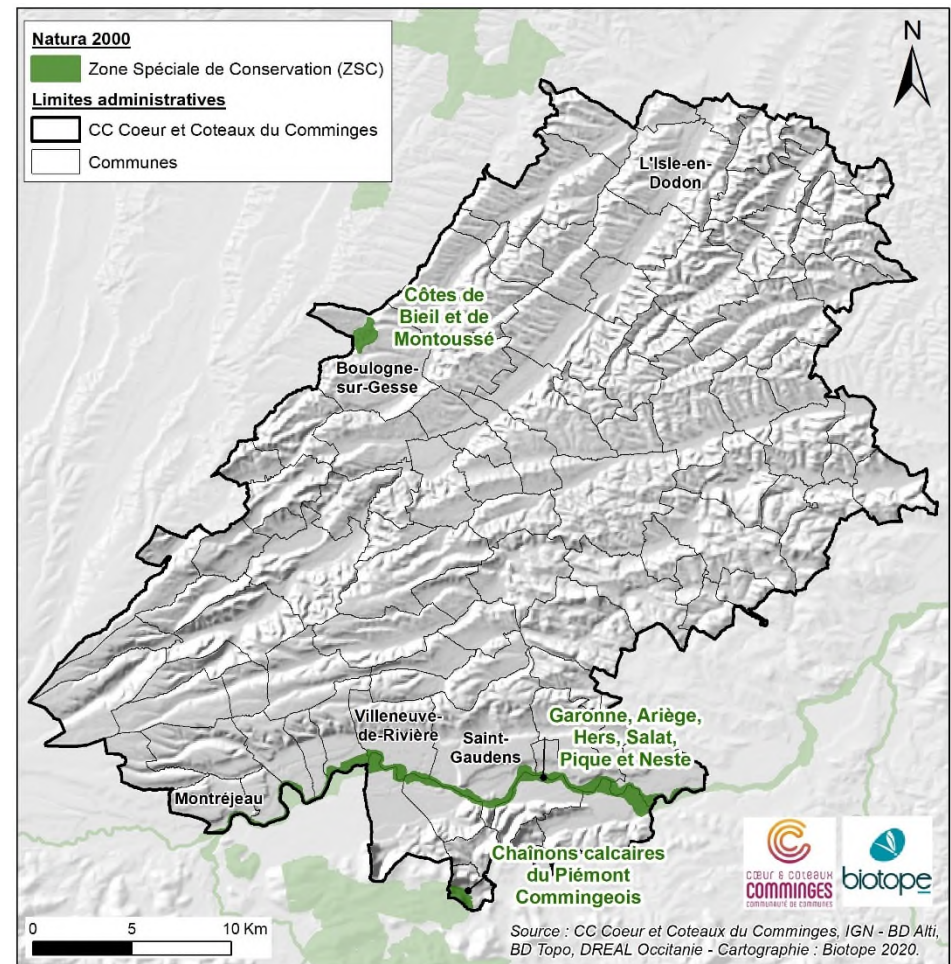 Natura 2000
Zone Spéciale de Conservation (ZSC)
Limites administratives
CC Coeur et Coteaux du Comminges
Communes
N
L'Isle-en-
Dodon
Côtes de
Bieil et de
Montoussé
Boulogne-
sur-Gesse
Villeneuve-
de-Rivière
Saint-
Gaudens
Garonne, Ariège,
Hers, Salat,
Pique et Neste
Montréjeau
Chaînons calcaires
du Piémont
Commingeois
cœur & coteaux
COMMINGES
COMMUNAUTÉ DE COMMUNES
biotope
0 5 10 Km
Source : CC Coeur et Coteaux du Comminges, IGN - BD Alti,
BD Topo, DREAL Occitanie - Cartographie : Biotope 2020.